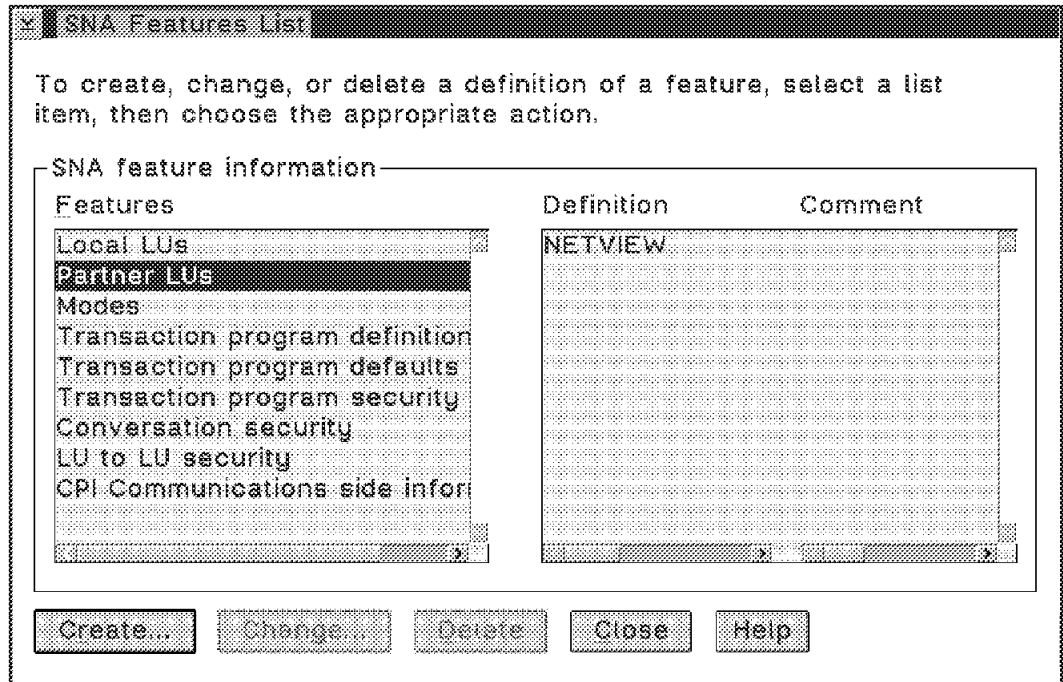 SNA Features List
To create, change, or delete a definition of a feature, select a list
item, then choose the appropriate action.
SNA feature information
Features
Definition Comment
Local LUs
NETVIEW
Partner LUs
Modes
Transaction program definition
Transaction program defaults
Transaction program security
Conversation security
LU to LU security
CPI Communications side infor
Create... Change... Delete Close Help